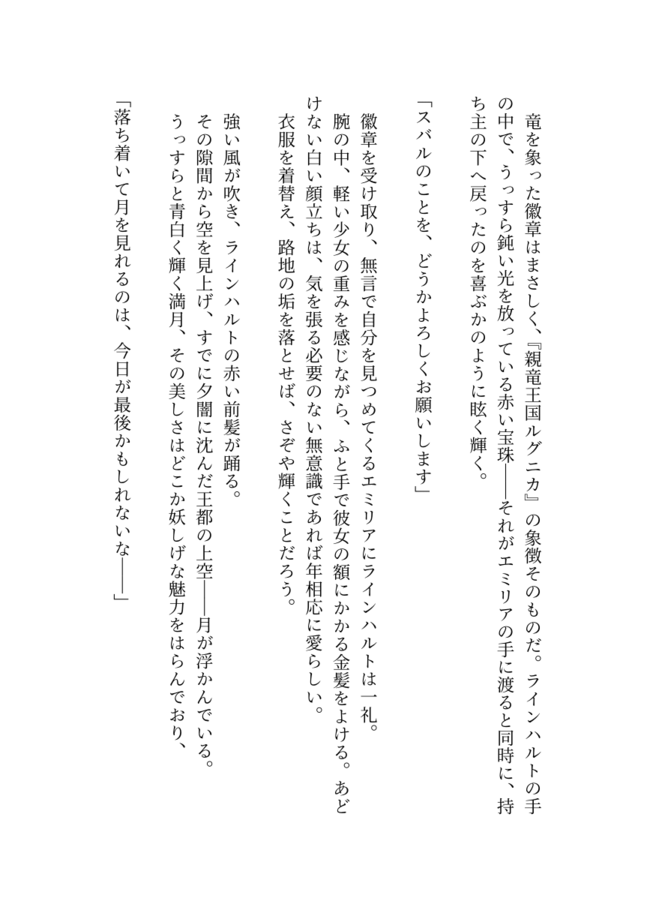 竜を象った徽章はまさしく、『親竜王国ルグニカ』の象徴そのものだ。ラインハルトの手
の中で、うっすら鈍い光を放っている赤い宝珠――それがエミリアの手に渡ると同時に、持
ち主の下へ戻ったのを喜ぶかのように眩く輝く。
「スバルのことを、どうかよろしくお願いします」
徽章を受け取り、無言で自分を見つめてくるエミリアにラインハルトは一礼。
腕の中、軽い少女の重みを感じながら、ふと手で彼女の額にかかる金髪をよける。あど
けない白い顔立ちは、気を張る必要のない無意識であれば年相応に愛らしい。
衣服を着替え、路地の垢を落とせば、さぞや輝くことだろう。
強い風が吹き、ラインハルトの赤い前髪が踊る。
その隙間から空を見上げ、すでに夕闇に沈んだ王都の上空――月が浮かんでいる。
うっすらと青白く輝く満月、その美しさはどこか妖しげな魅力をはらんでおり、
「落ち着いて月を見れるのは、今日が最後かもしれないな――」